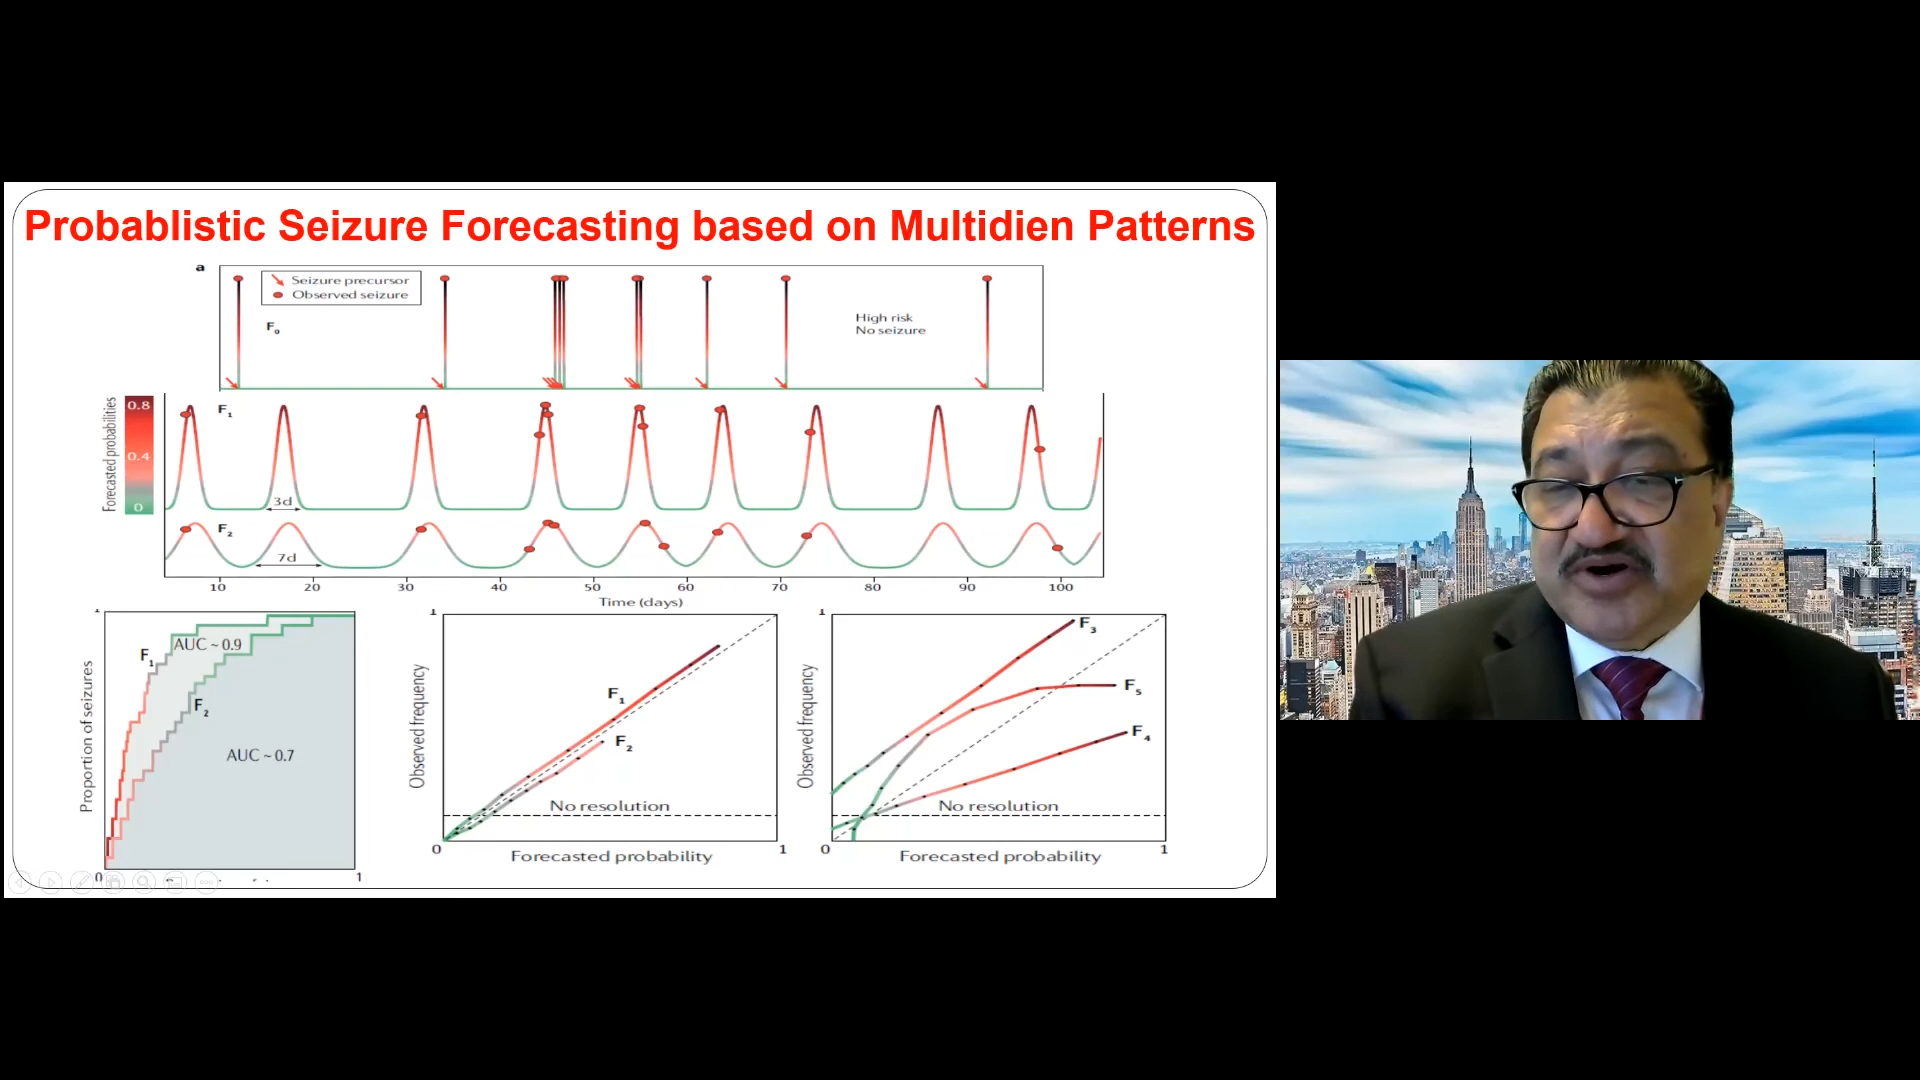 Probablistic Seizure Forecasting based on Multidien Patterns
a
Seizure precursor
Observed seizure
F0
High risk
No seizure
Forecasted probabilities
0.8
0.4
0
F1
3d
F2
7d
10 20 30 40 50 60 70 80 90 100
Time (days)
Proportion of seizures
1
F1
AUC ~ 0.9
F2
AUC ~ 0.7
0 1
Observed frequency
1
F1
F2
No resolution
0 1
Forecasted probability
Observed frequency
1
F3
F5
F4
No resolution
0 1
Forecasted probability